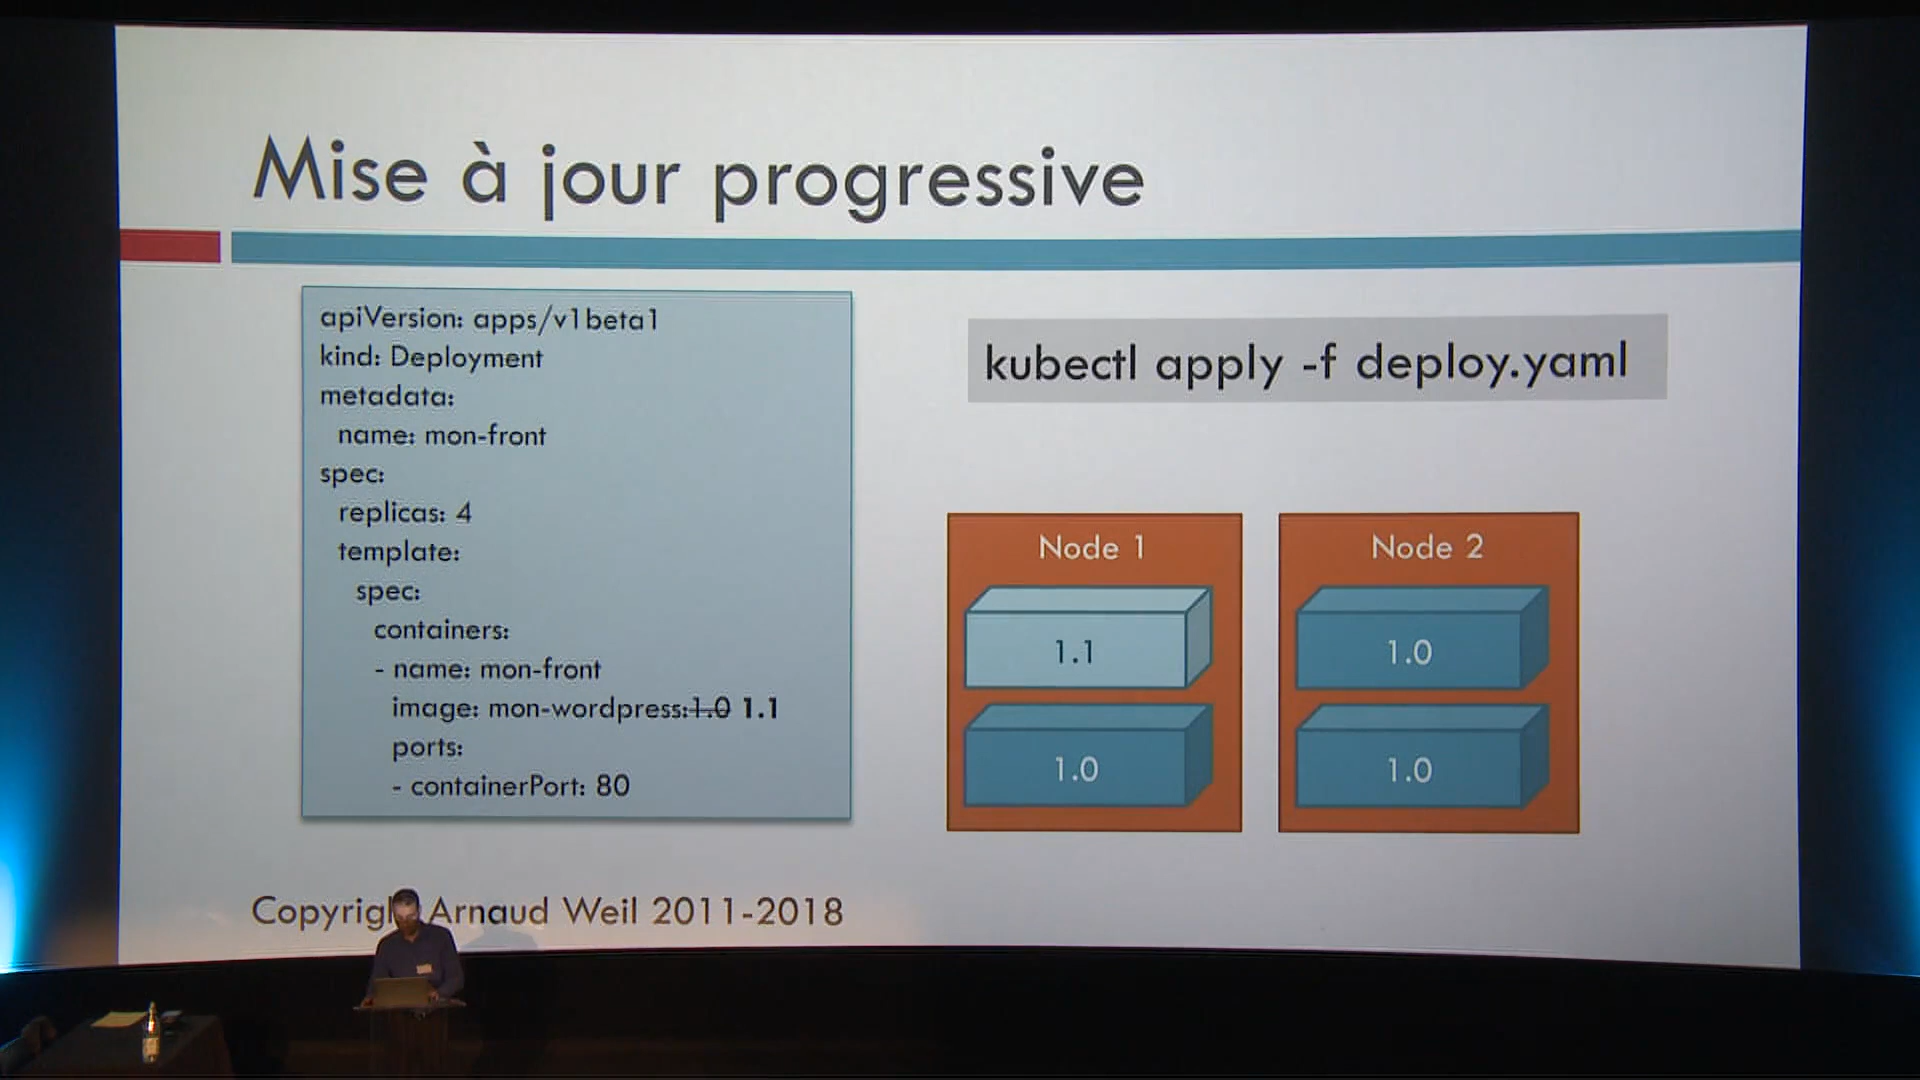 Mise à jour progressive
apiVersion: apps/v1beta1
kind: Deployment
metadata:
name: mon-front
spec:
replicas: 4
template:
spec:
containers:
- name: mon-front
image: mon-wordpress:1.0 1.1
ports:
- containerPort: 80
kubectl apply -f deploy.yaml
Node 1
1.1
1.0
Node 2
1.0
1.0
Copyrigh Arnaud Weil 2011-2018